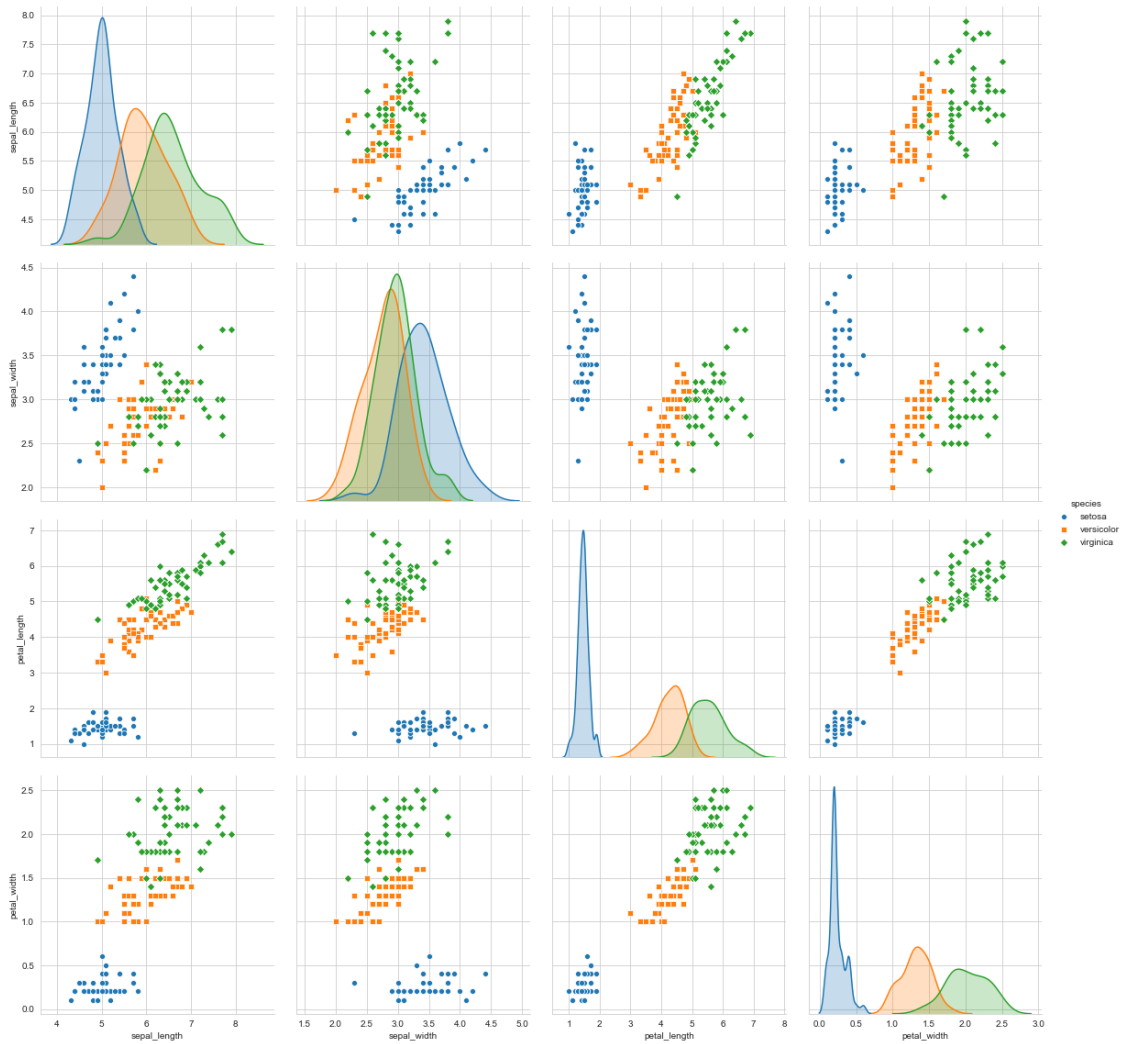 8.0
7.5
7.0
6.5
6.0
5.5
5.0
4.5
sepal_length
4.5
4.0
3.5
3.0
2.5
2.0
sepal_width
species
setosa
versicolor
virginica
7
6
5
4
3
2
1
petal_length
2.5
2.0
1.5
1.0
0.5
0.0
petal_width
4 5 6 7 8
sepal_length
1.5 2.0 2.5 3.0 3.5 4.0 4.5 5.0
sepal_width
1 2 3 4 5 6 7 8
petal_length
0.0 0.5 1.0 1.5 2.0 2.5 3.0
petal_width